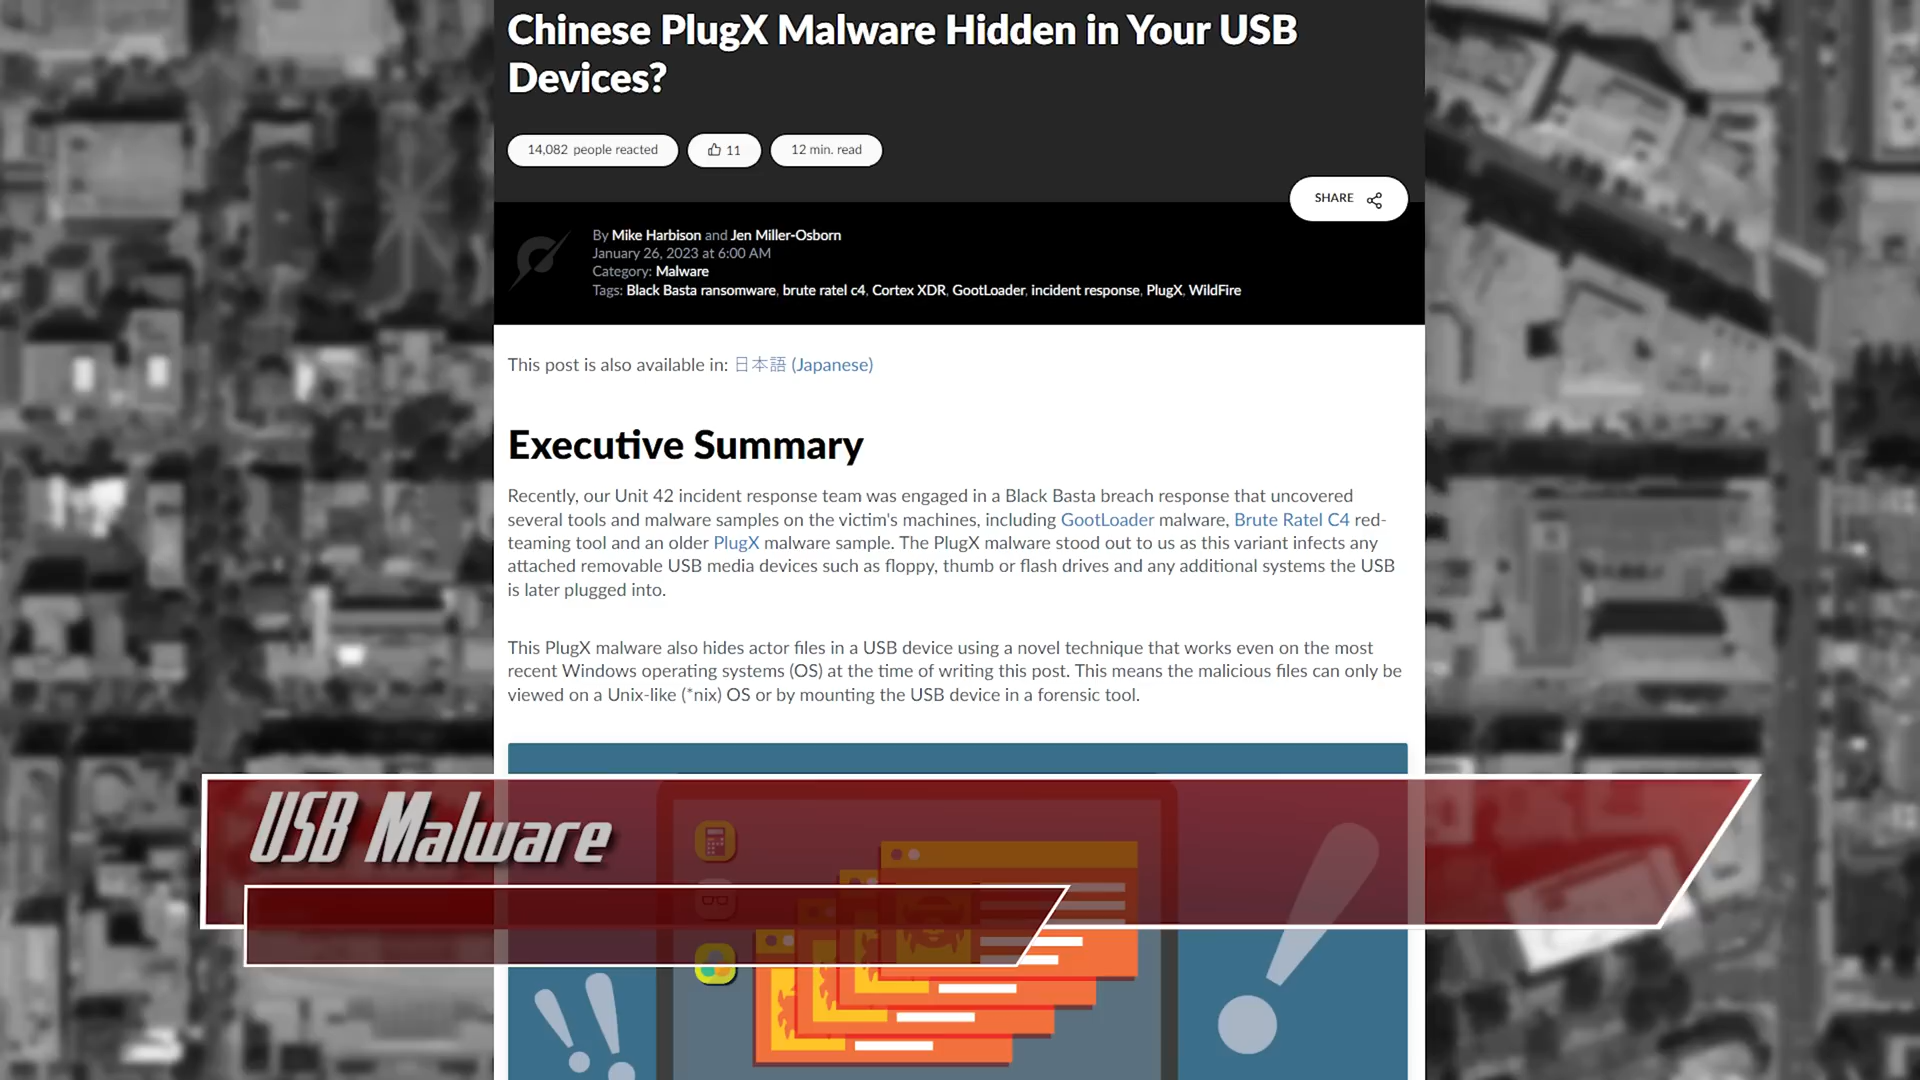 Chinese PlugX Malware Hidden in Your USB
Devices?
14,082 people reacted
11
12 min. read
SHARE
By Mike Harbison and Jen Miller-Osborn
January 26, 2023 at 6:00 AM
Category: Malware
Tags: Black Basta ransomware, brute ratel c4, Cortex XDR, GootLoader, incident response, PlugX, WildFire
This post is also available in: 日本語 (Japanese)
Executive Summary
Recently, our Unit 42 incident response team was engaged in a Black Basta breach response that uncovered
several tools and malware samples on the victim's machines, including GootLoader malware, Brute Ratel C4 red-
teaming tool and an older PlugX malware sample. The PlugX malware stood out to us as this variant infects any
attached removable USB media devices such as floppy, thumb or flash drives and any additional systems the USB
is later plugged into.
This PlugX malware also hides actor files in a USB device using a novel technique that works even on the most
recent Windows operating systems (OS) at the time of writing this post. This means the malicious files can only be
viewed on a Unix-like (*nix) OS or by mounting the USB device in a forensic tool.
USB Malware